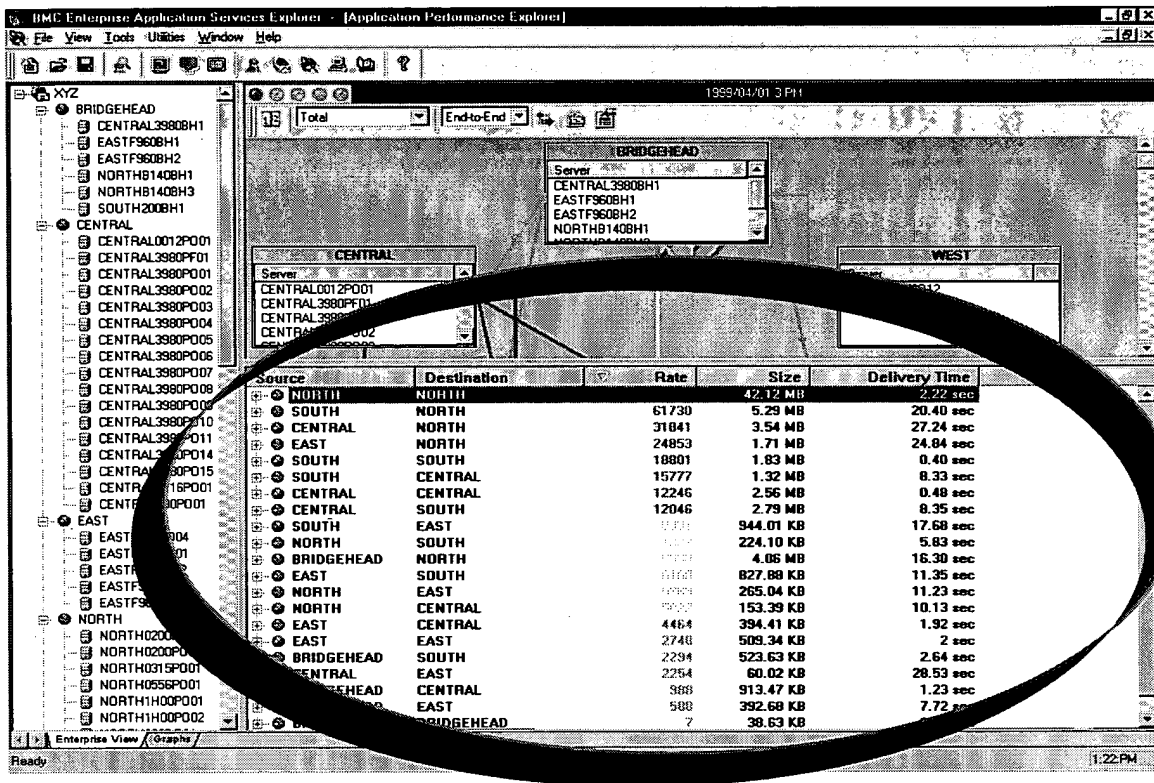 BMC Enterprise Application Services Explorer - [Application Performance Explorer]
File View Tools Utilities Window Help
XYZ
BRIDGEHEAD
CENTRAL3980BH1
EASTF960BH1
EASTF960BH2
NORTHB140BH1
NORTHB140BH3
SOUTH200BH1
CENTRAL
CENTRAL0012PO01
CENTRAL3980PF01
CENTRAL3980PO01
CENTRAL3980PO02
CENTRAL3980PO03
CENTRAL3980PO04
CENTRAL3980PO05
CENTRAL3980PO06
CENTRAL3980PO07
CENTRAL3980PO08
EAST
NORTH
NORTH0315PO01
NORTH0556PO01
NORTH1H00PO01
NORTH1H00PO02
Enterprise View Graphs
1999/04/01 3 PM
Total End-to-End
BRIDGEHEAD
Server
CENTRAL3980BH1
EASTF960BH1
EASTF960BH2
NORTHB140BH1
CENTRAL
Server
CENTRAL0012PO01
WEST
Source Destination Rate Size Delivery Time
NORTH NORTH 42.12 MB 2.22 sec
SOUTH NORTH 61730 5.29 MB 20.40 sec
CENTRAL NORTH 31841 3.54 MB 27.24 sec
EAST NORTH 24853 1.71 MB 24.84 sec
SOUTH SOUTH 18801 1.83 MB 0.40 sec
SOUTH CENTRAL 15777 1.32 MB 8.33 sec
CENTRAL CENTRAL 12246 2.56 MB 0.48 sec
CENTRAL SOUTH 12046 2.79 MB 8.35 sec
SOUTH EAST 944.01 KB 17.68 sec
NORTH SOUTH 224.10 KB 5.83 sec
BRIDGEHEAD NORTH 4.06 MB 16.30 sec
EAST SOUTH 827.88 KB 11.35 sec
NORTH EAST 265.04 KB 11.23 sec
NORTH CENTRAL 153.39 KB 10.13 sec
EAST CENTRAL 4464 394.41 KB 1.92 sec
EAST EAST 2740 509.34 KB 2 sec
BRIDGEHEAD SOUTH 2294 523.63 KB 2.64 sec
EAST 2254 60.02 KB 28.53 sec
CENTRAL 988 913.47 KB 1.23 sec
EAST 580 392.68 KB 7.72
BRIDGEHEAD 7 38.63 KB
Ready
1:22 PM